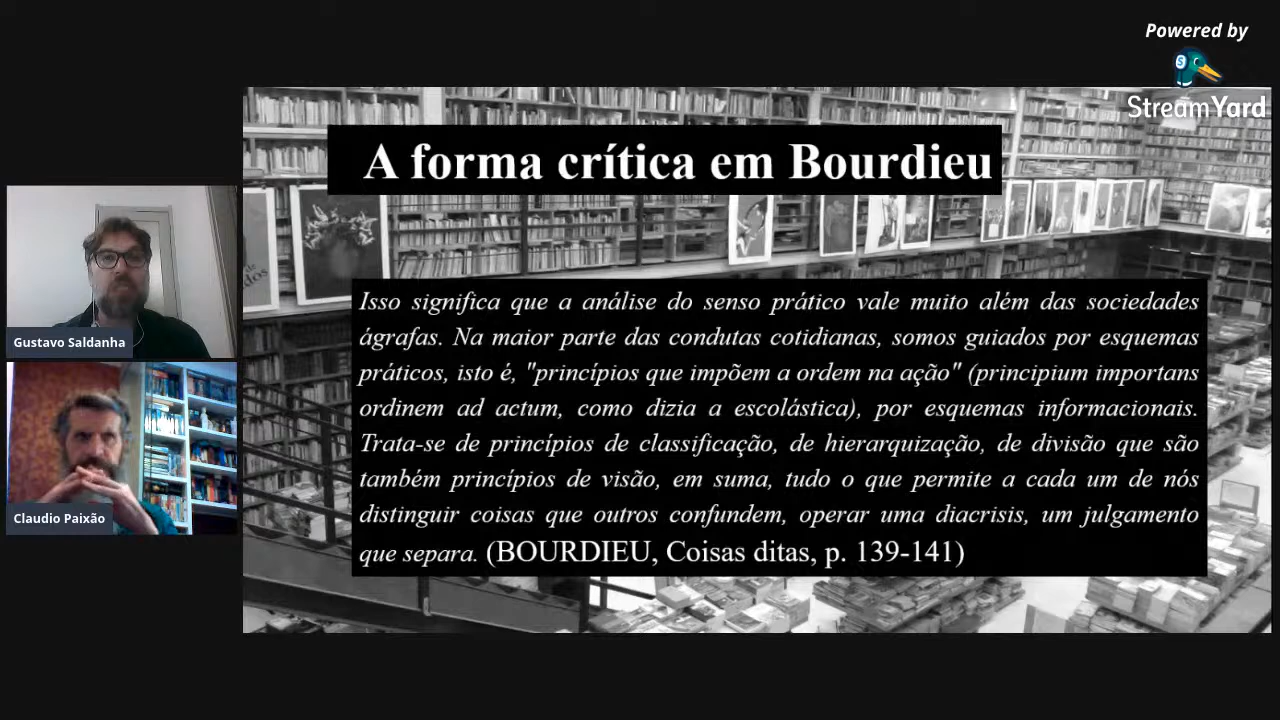 Powered by
StreamYard
A forma crítica em Bourdieu
Isso significa que a análise do senso prático vale muito além das sociedades
ágrafas. Na maior parte das condutas cotidianas, somos guiados por esquemas
práticos, isto é, "princípios que impõem a ordem na ação" (principium importans
ordinem ad actum, como dizia a escolástica), por esquemas informacionais.
Trata-se de princípios de classificação, de hierarquização, de divisão que são
também princípios de visão, em suma, tudo o que permite a cada um de nós
distinguir coisas que outros confundem, operar uma diacrisis, um julgamento
que separa. (BOURDIEU, Coisas ditas, p. 139-141)
Gustavo Saldanha
Claudio Paixão